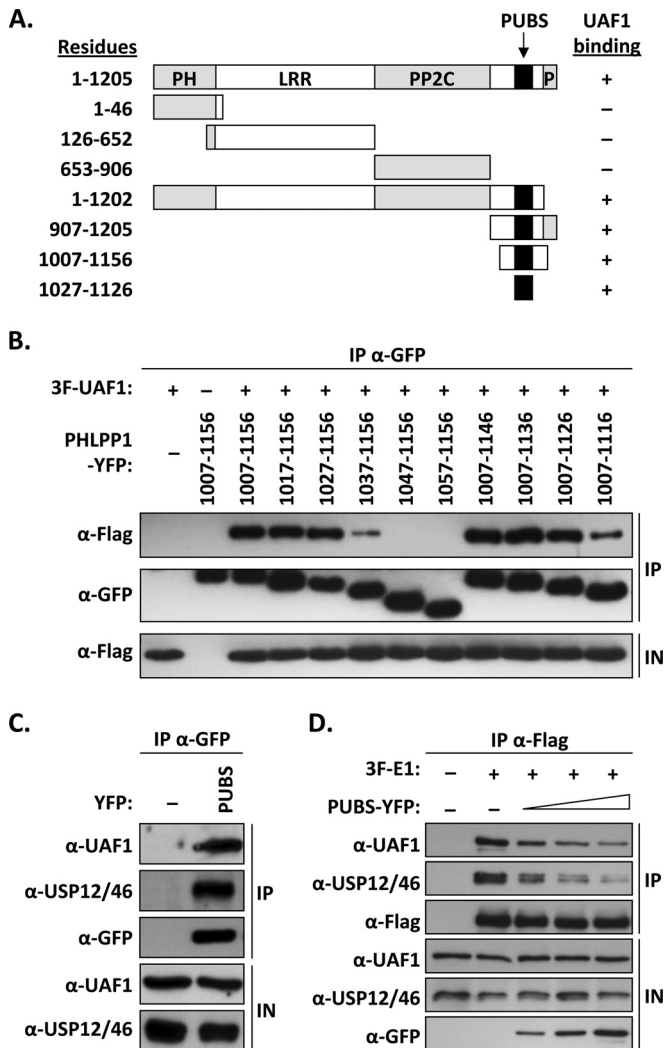 A.
PUBS UAF1
Residues binding
1-1205 PH LRR PP2C P +
1-46 –
126-652 –
653-906 –
1-1202 +
907-1205 +
1007-1156 +
1027-1126 +
B.
IP α-GFP
3F-UAF1: + – + + + + + + + + + +
PHLPP1
-YFP: – 1007-1156 1007-1156 1017-1156 1027-1156 1037-1156 1047-1156 1057-1156 1007-1146 1007-1136 1007-1126 1007-1116
α-Flag
α-GFP
IP
α-Flag IN
C.
IP α-GFP
YFP: – PUBS
α-UAF1
α-USP12/46 IP
α-GFP
α-UAF1
IN
α-USP12/46
D.
IP α-Flag
3F-E1: – + + + +
PUBS-YFP: – –
α-UAF1
α-USP12/46 IP
α-Flag
α-UAF1
α-USP12/46 IN
α-GFP